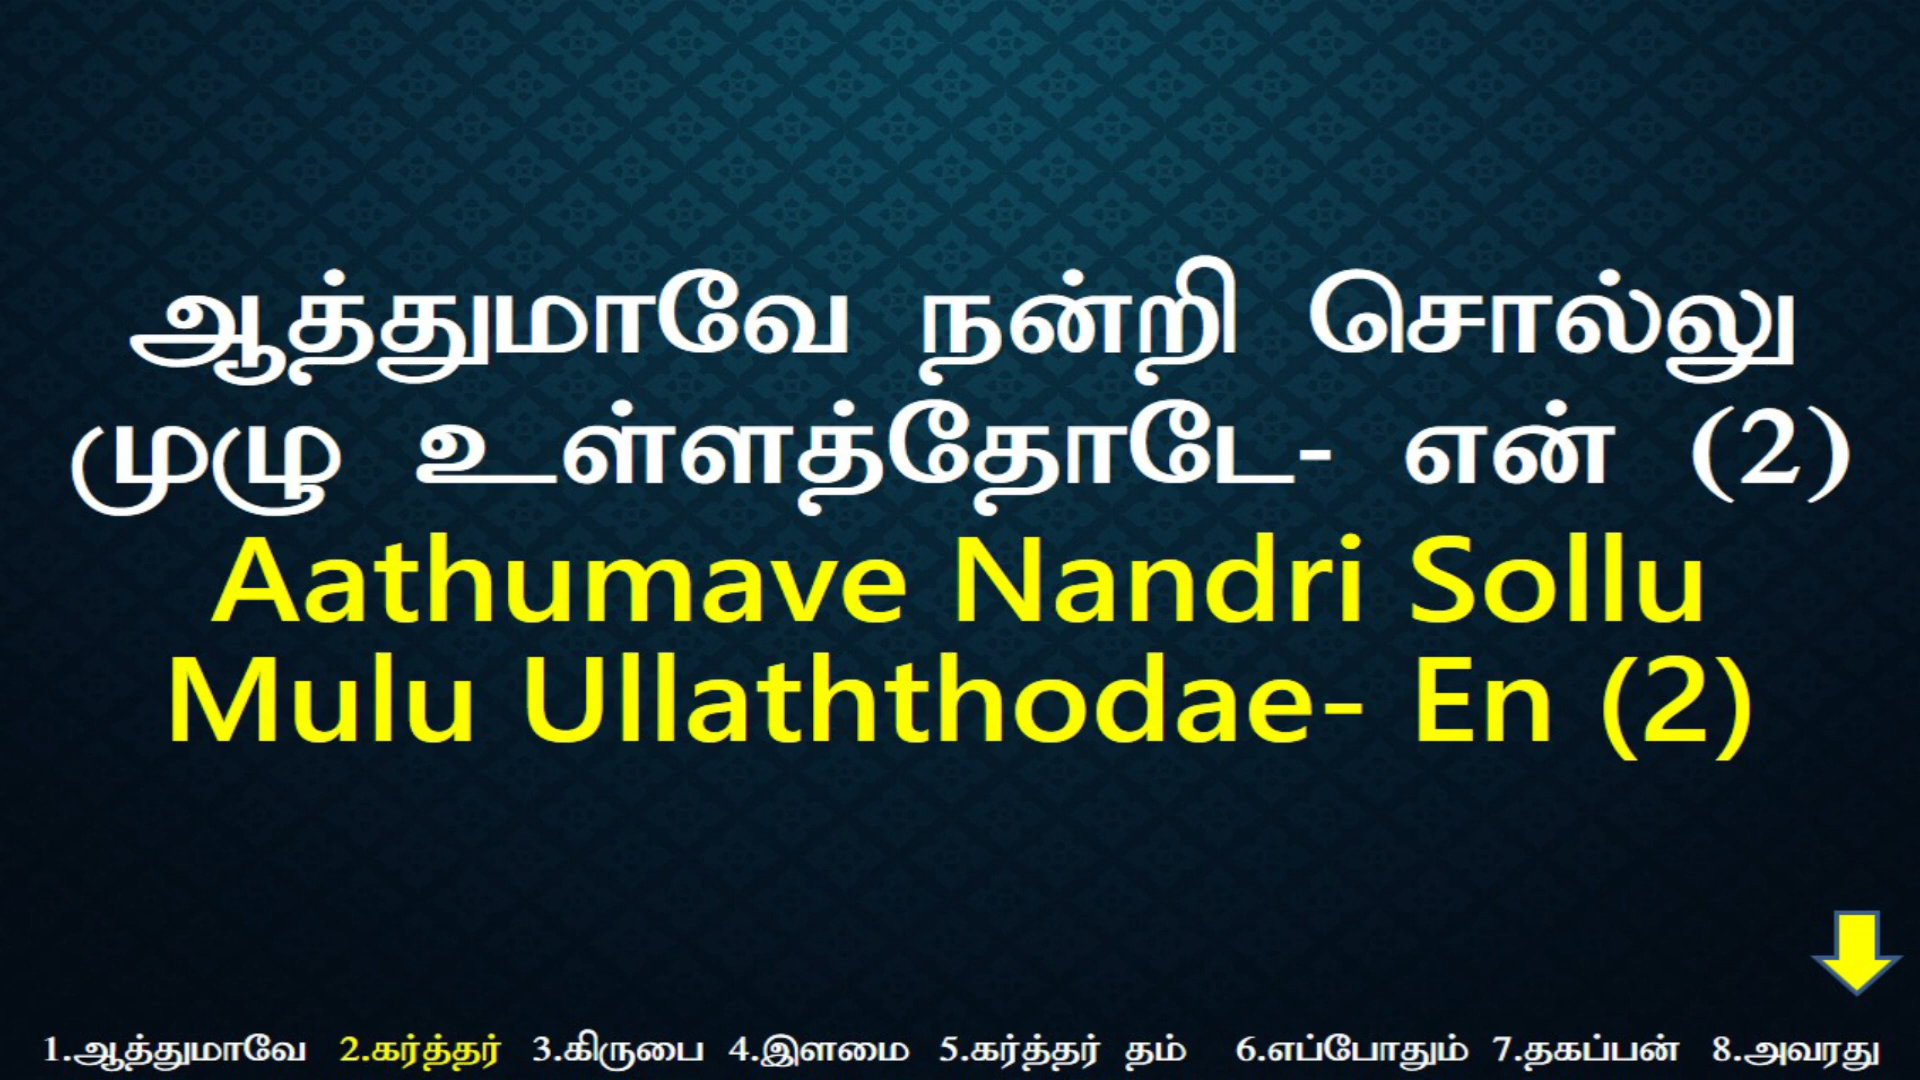 ஆத்துமாவே நன்றி சொல்லு
முழு உள்ளத்தோடே- என் (2)
Aathumave Nandri Sollu
Mulu Ullaththodae- En (2)
1.ஆத்துமாவே 2.கர்த்தர் 3.கிருபை 4.இளமை 5.கர்த்தர் தம் 6.எப்போதும் 7.தகப்பன் 8.அவரது